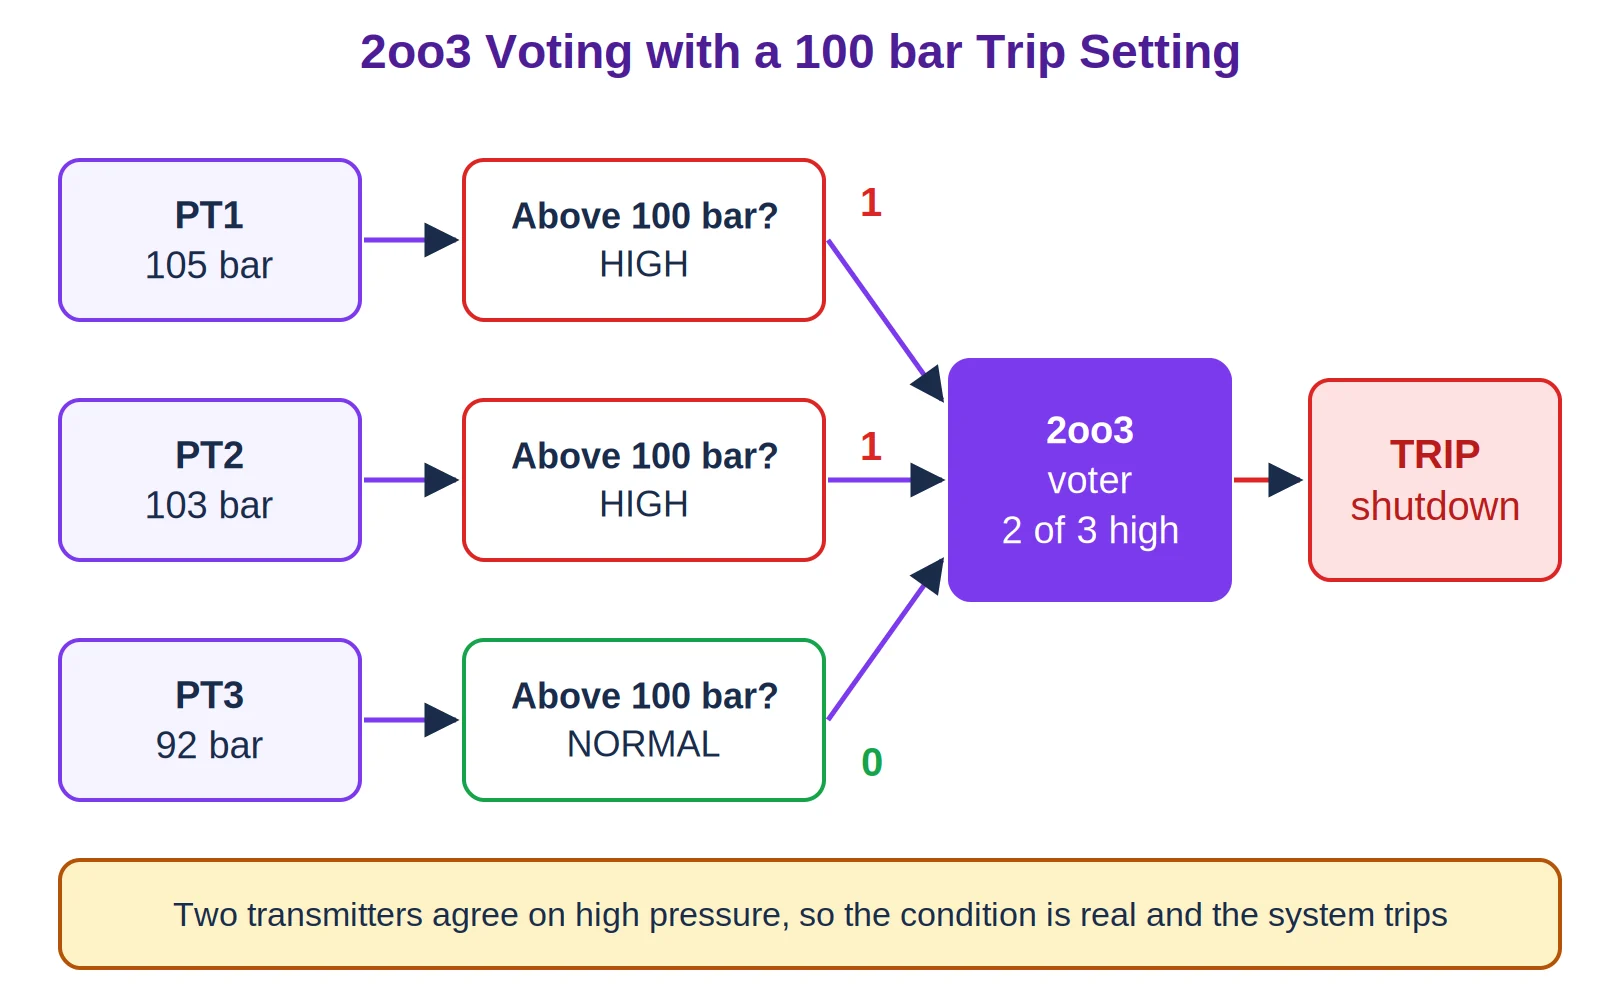 2oo3 Voting with a 100 bar Trip Setting
PT1
105 bar
Above 100 bar?
HIGH
1
PT2
103 bar
Above 100 bar?
HIGH
1
2oo3
voter
2 of 3 high
TRIP
shutdown
PT3
92 bar
Above 100 bar?
NORMAL
0
Two transmitters agree on high pressure, so the condition is real and the system trips